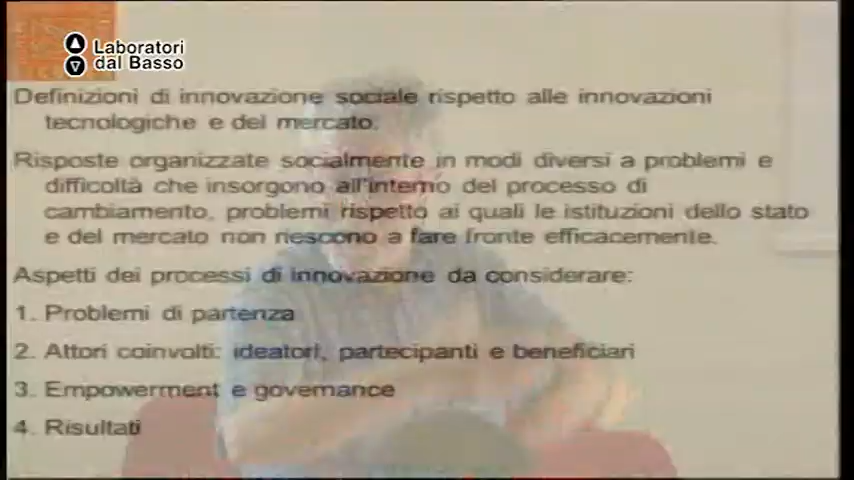 Laboratori
dal Basso
Definizioni di innovazione sociale rispetto alle innovazioni
tecnologiche e del mercato.
Risposte organizzate socialmente in modi diversi a problemi e
difficoltà che insorgono all'interno del processo di
cambiamento, problemi rispetto ai quali le istituzioni dello stato
e del mercato non riescono a fare fronte efficacemente.
Aspetti dei processi di innovazione da considerare:
1. Problemi di partenza
2. Attori coinvolti: ideatori, partecipanti e beneficiari
3. Empowerment e governance
4. Risultati